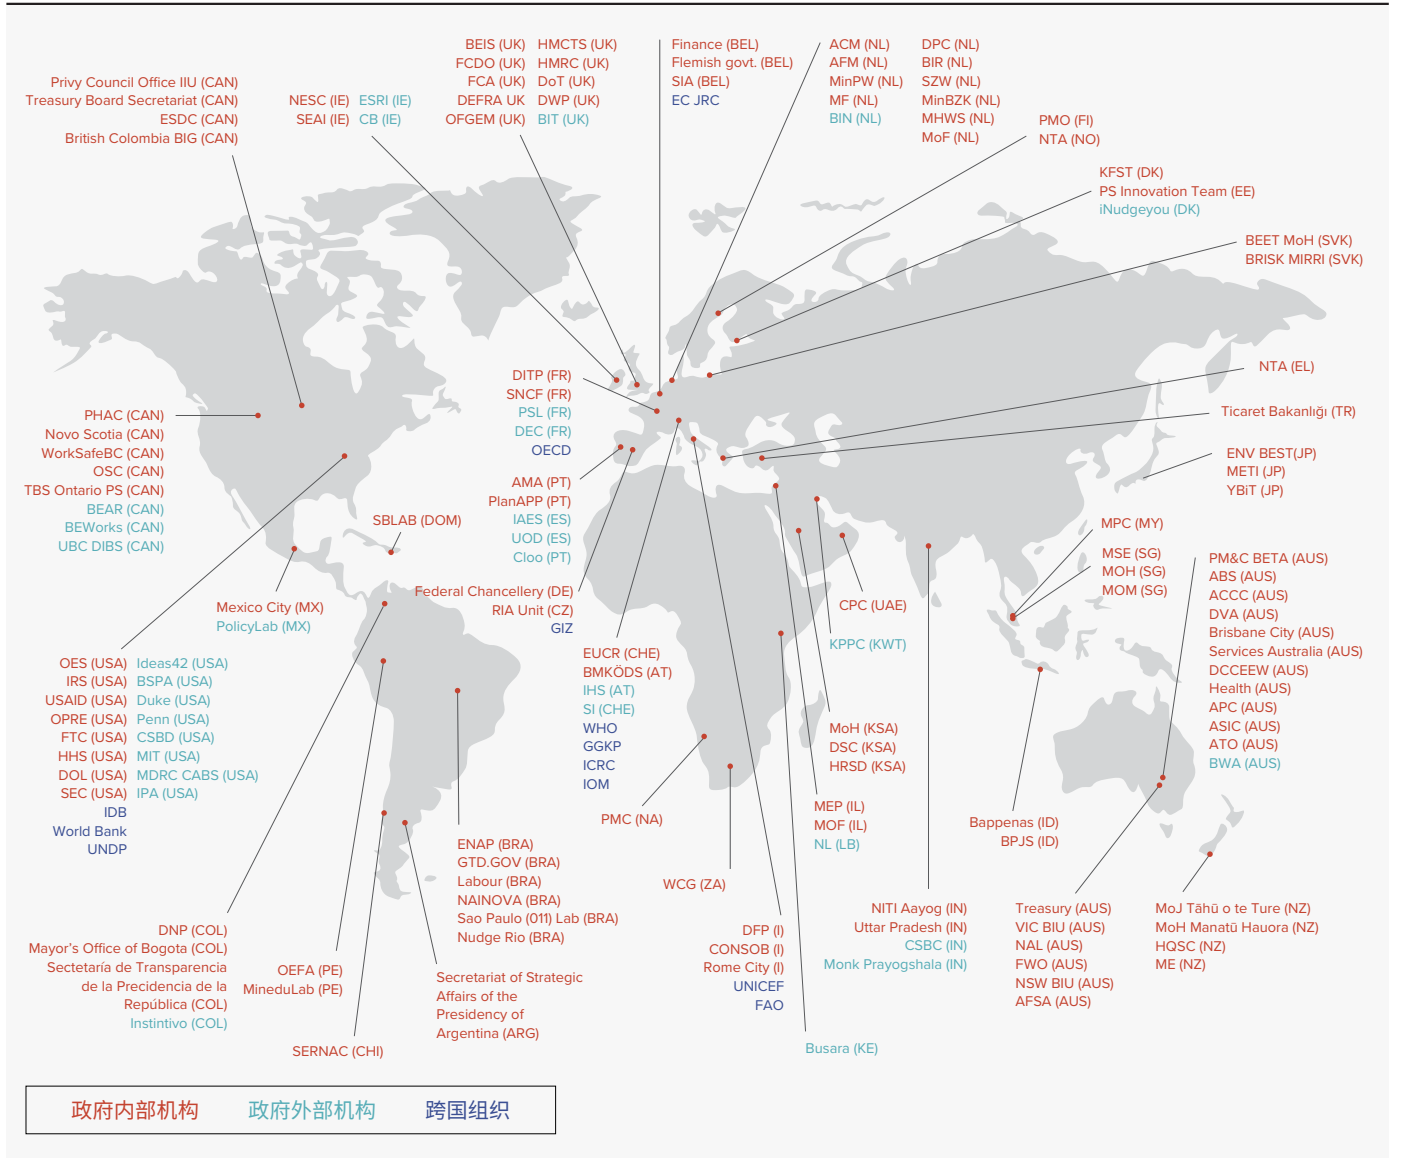 Privy Council Office IIU (CAN)
Treasury Board Secretariat (CAN)
ESDC (CAN)
British Colombia BIG (CAN)
NESC (IE)
SEAI (IE)
ESRI (IE)
CB (IE)
BEIS (UK)
FCDO (UK)
FCA (UK)
DEFRA UK
OFGEM (UK)
HMCTS (UK)
HMRC (UK)
DoT (UK)
DWP (UK)
BIT (UK)
Finance (BEL)
Flemish govt. (BEL)
SIA (BEL)
EC JRC
ACM (NL)
AFM (NL)
MinPW (NL)
MF (NL)
BIN (NL)
DPC (NL)
BIR (NL)
SZW (NL)
MinBZK (NL)
MHWS (NL)
MoF (NL)
PMO (FI)
NTA (NO)
KFST (DK)
PS Innovation Team (EE)
iNudgeyou (DK)
BEET MoH (SVK)
BRISK MIRRI (SVK)
NTA (EL)
Ticaret Bakanlığı (TR)
ENV BEST(JP)
METI (JP)
YBiT (JP)
DITP (FR)
SNCF (FR)
PSL (FR)
DEC (FR)
OECD
AMA (PT)
PlanAPP (PT)
IAES (ES)
UOD (ES)
Cloo (PT)
Federal Chancellery (DE)
RIA Unit (CZ)
GIZ
PHAC (CAN)
Novo Scotia (CAN)
WorkSafeBC (CAN)
OSC (CAN)
TBS Ontario PS (CAN)
BEAR (CAN)
BEWorks (CAN)
UBC DIBS (CAN)
SBLAB (DOM)
Mexico City (MX)
PolicyLab (MX)
OES (USA)
IRS (USA)
USAID (USA)
OPRE (USA)
FTC (USA)
HHS (USA)
DOL (USA)
SEC (USA)
IDB
World Bank
UNDP
Ideas42 (USA)
BSPA (USA)
Duke (USA)
Penn (USA)
CSBD (USA)
MIT (USA)
MDRC CABS (USA)
IPA (USA)
EUCR (CHE)
BMKÖDS (AT)
IHS (AT)
SI (CHE)
WHO
GGKP
ICRC
IOM
CPC (UAE)
KPPC (KWT)
MoH (KSA)
DSC (KSA)
HRSD (KSA)
MEP (IL)
MOF (IL)
NL (LB)
MPC (MY)
MSE (SG)
MOH (SG)
MOM (SG)
PM&C BETA (AUS)
ABS (AUS)
ACCC (AUS)
DVA (AUS)
Brisbane City (AUS)
Services Australia (AUS)
DCCEEW (AUS)
Health (AUS)
APC (AUS)
ASIC (AUS)
ATO (AUS)
BWA (AUS)
Bappenas (ID)
BPJS (ID)
PMC (NA)
WCG (ZA)
ENAP (BRA)
GTD.GOV (BRA)
Labour (BRA)
NAINOVA (BRA)
Sao Paulo (011) Lab (BRA)
Nudge Rio (BRA)
DNP (COL)
Mayor's Office of Bogota (COL)
Sectetaría de Transparencia
de la Precidencia de la
República (COL)
Instintivo (COL)
OEFA (PE)
MineduLab (PE)
SERNAC (CHI)
Secretariat of Strategic
Affairs of the
Presidency of
Argentina (ARG)
DFP (I)
CONSOB (I)
Rome City (I)
UNICEF
FAO
Busara (KE)
NITI Aayog (IN)
Uttar Pradesh (IN)
CSBC (IN)
Monk Prayogshala (IN)
Treasury (AUS)
VIC BIU (AUS)
NAL (AUS)
FWO (AUS)
NSW BIU (AUS)
AFSA (AUS)
MoJ Tāhū o te Ture (NZ)
MoH Manatū Hauora (NZ)
HQSC (NZ)
ME (NZ)
政府内部机构
政府外部机构
跨国组织